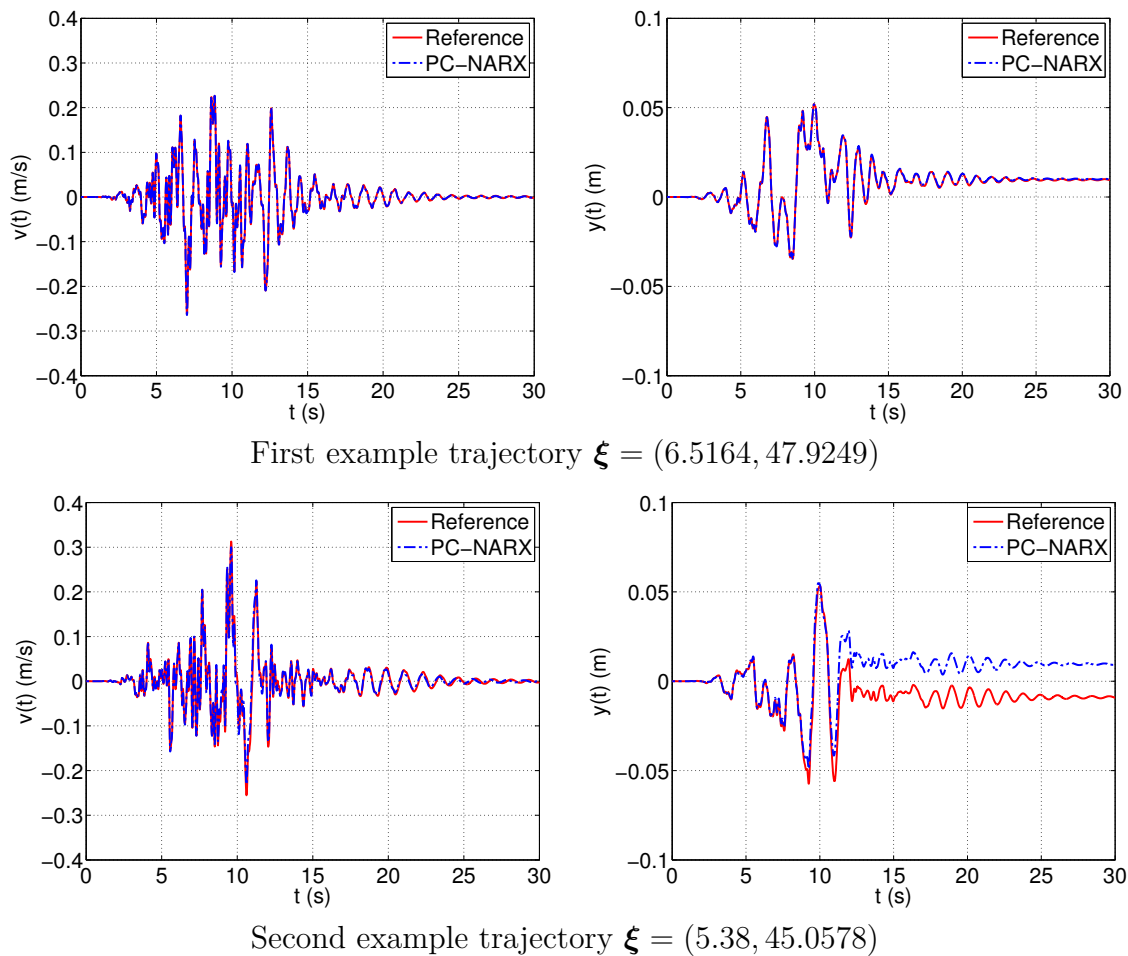 0.4
0.3
0.2
0.1
0
−0.1
−0.2
−0.3
−0.4
v(t) (m/s)
0 5 10 15 20 25 30
t (s)
Reference
PC−NARX
0.1
0.05
0
−0.05
−0.1
y(t) (m)
0 5 10 15 20 25 30
t (s)
Reference
PC−NARX
First example trajectory ξ = (6.5164, 47.9249)
0.4
0.3
0.2
0.1
0
−0.1
−0.2
−0.3
−0.4
v(t) (m/s)
0 5 10 15 20 25 30
t (s)
Reference
PC−NARX
0.1
0.05
0
−0.05
−0.1
y(t) (m)
0 5 10 15 20 25 30
t (s)
Reference
PC−NARX
Second example trajectory ξ = (5.38, 45.0578)